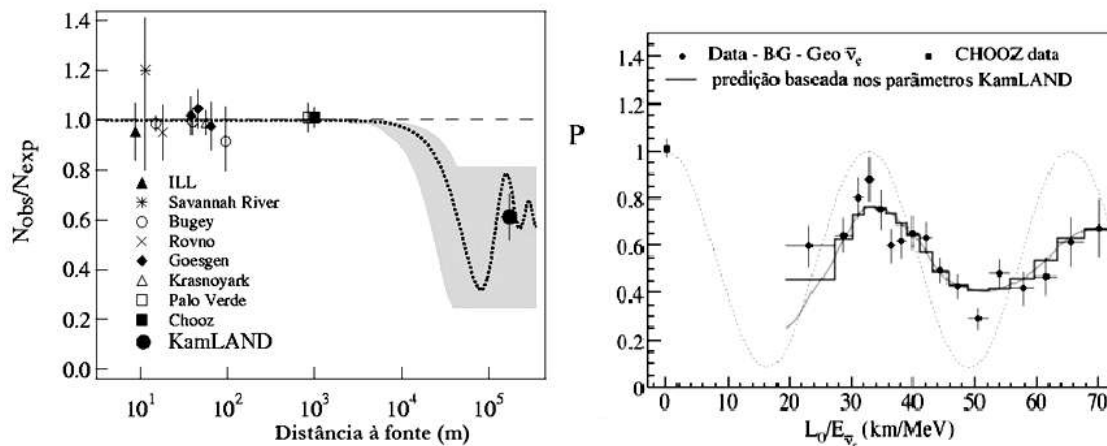 Nobs/Nexp
1.4
1.2
1.0
0.8
0.6
0.4
0.2
0.0
ILL
Savannah River
Bugey
Rovno
Goesgen
Krasnoyark
Palo Verde
Chooz
KamLAND
10¹ 10² 10³ 10⁴ 10⁵
Distância à fonte (m)
P
1.4
1.2
1
0.8
0.6
0.4
0.2
0
Data - BG - Geo ν̅e CHOOZ data
predição baseada nos parâmetros KamLAND
0 10 20 30 40 50 60 70
L₀/Eν̅e (km/MeV)